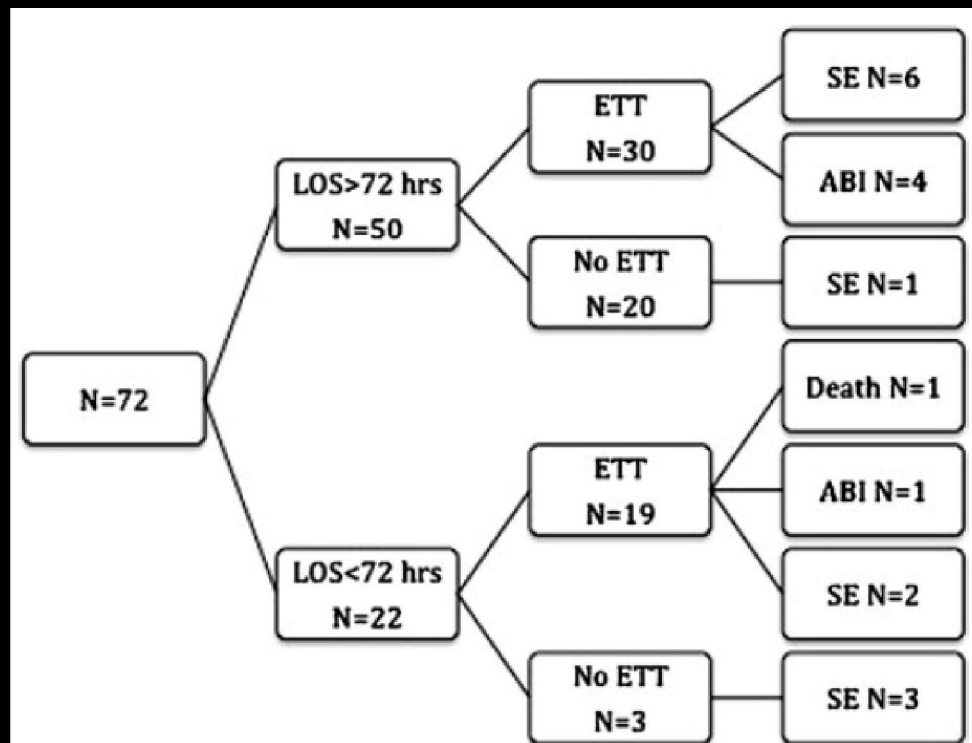 N=72
LOS>72 hrs
N=50
LOS<72 hrs
N=22
ETT
N=30
No ETT
N=20
ETT
N=19
No ETT
N=3
SE N=6
ABI N=4
SE N=1
Death N=1
ABI N=1
SE N=2
SE N=3